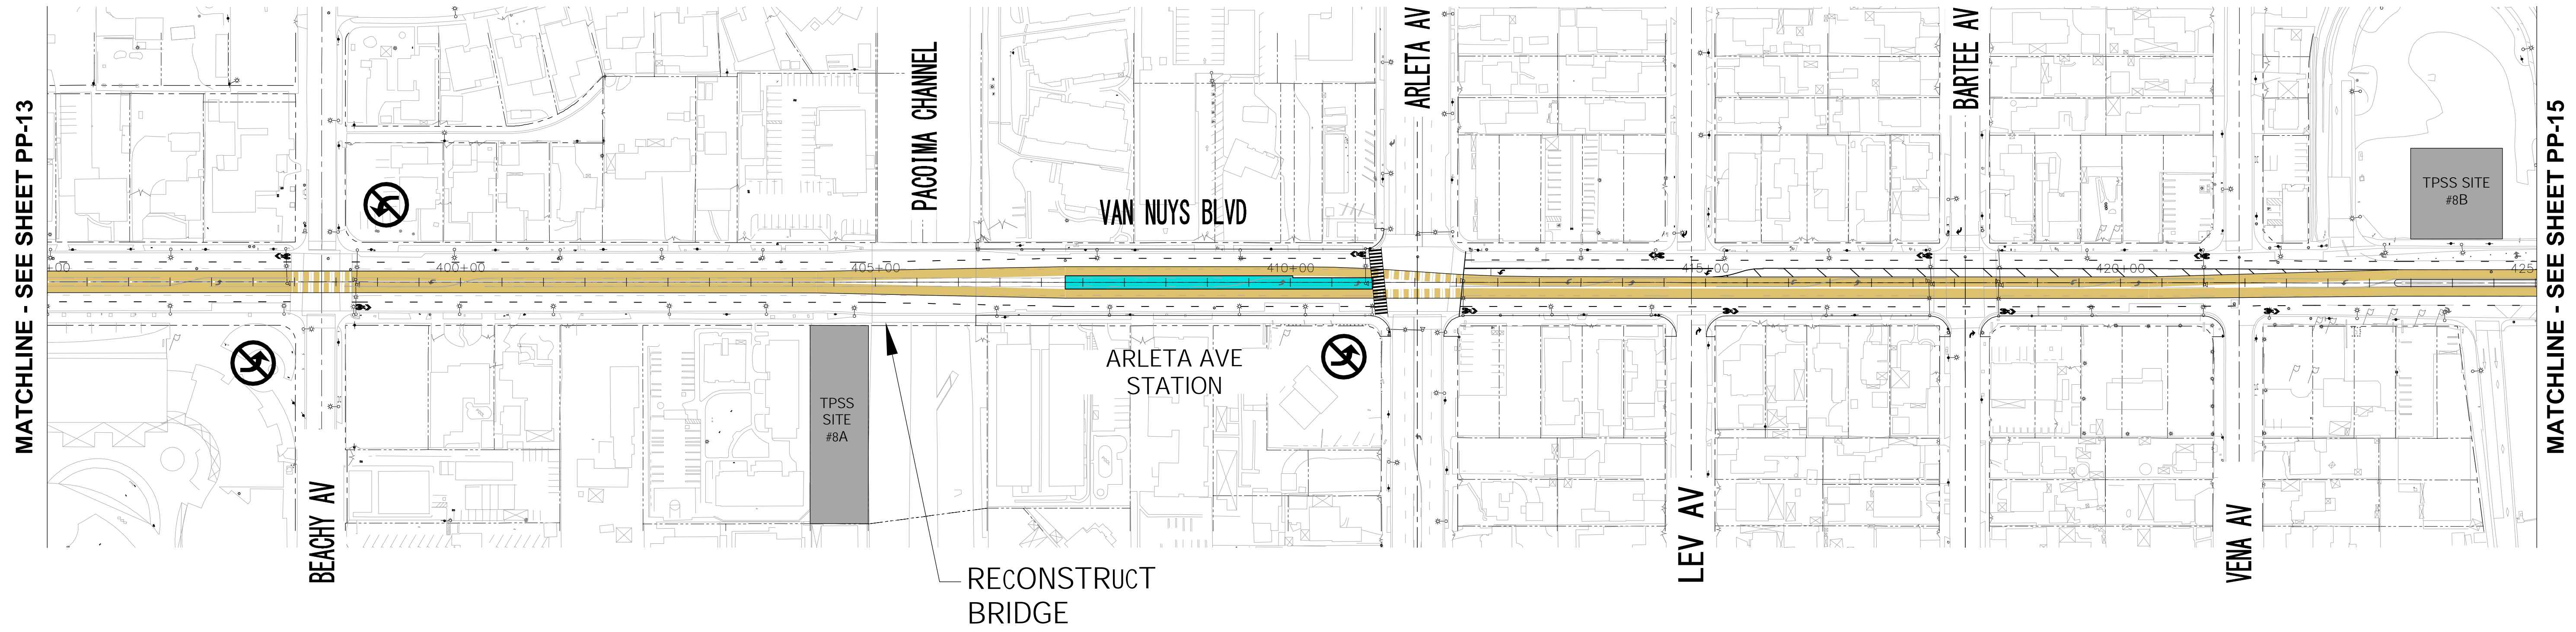 MATCHLINE - SEE SHEET PP-13
BEACHY AV
PACOIMA CHANNEL
VAN NUYS BLVD
ARLETA AV
LEV AV
BARTEE AV
VENA AV
TPSS SITE
#8B
MATCHLINE - SEE SHEET PP-15
+00
400+00
405+00
410+00
415+00
420+00
425
ARLETA AVE
STATION
TPSS
SITE
#8A
RECONSTRUCT
BRIDGE